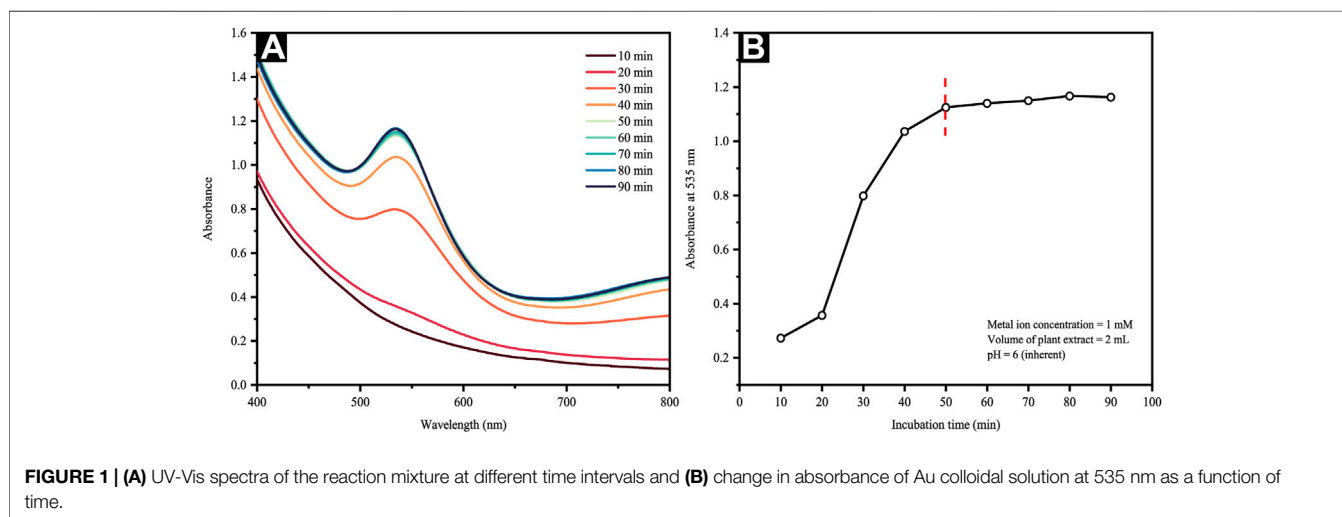 A
1.6
1.4
1.2
1.0
0.8
0.6
0.4
0.2
0.0
Absorbance
400
500
600
700
800
Wavelength (nm)
10 min
20 min
30 min
40 min
50 min
60 min
70 min
80 min
90 min
B
1.4
1.2
1.0
0.8
0.6
0.4
0.2
Absorbance at 535 nm
0
10
20
30
40
50
60
70
80
90
100
Incubation time (min)
Metal ion concentration = 1 mM
Volume of plant extract = 2 mL
pH = 6 (inherent)
FIGURE 1 | (A) UV-Vis spectra of the reaction mixture at different time intervals and (B) change in absorbance of Au colloidal solution at 535 nm as a function of
time.